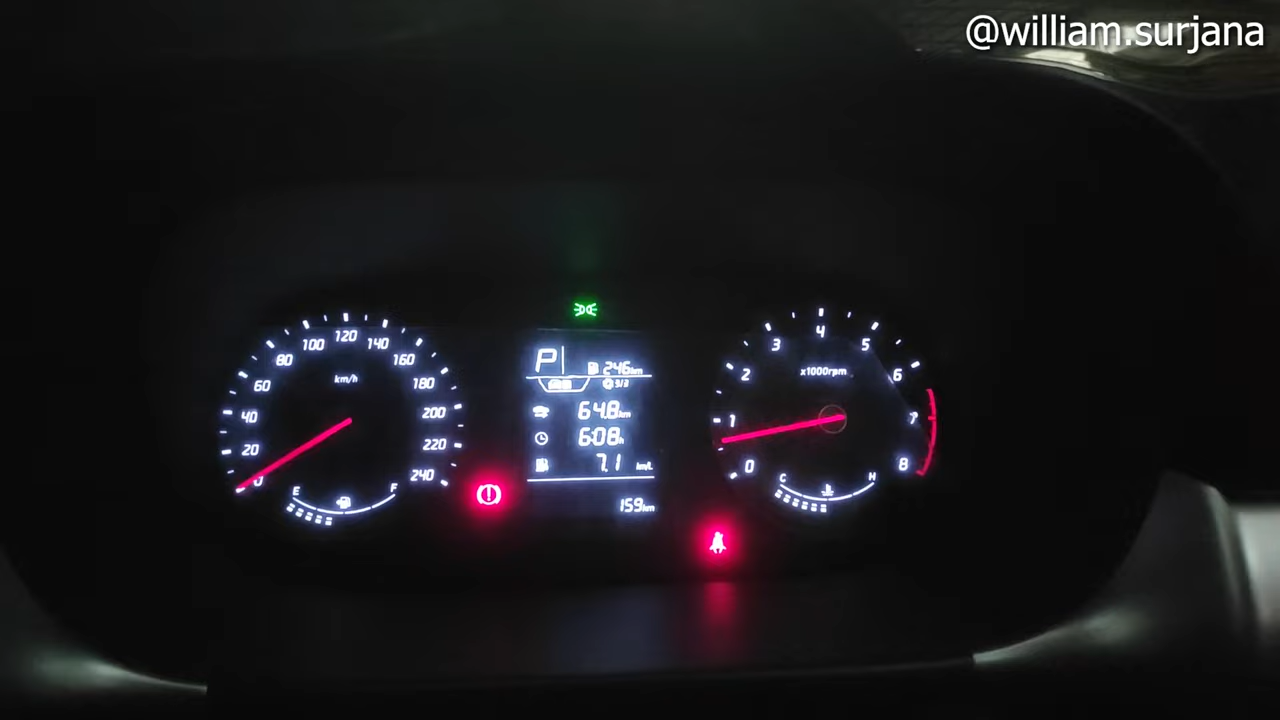 @william.surjana
0
20
40
60
80
100
120
140
160
180
200
220
240
km/h
E
F
P
246km
64.8km
6:08h
7.1 km/L
159km
0
1
2
3
4
5
6
7
8
x1000rpm
C
H